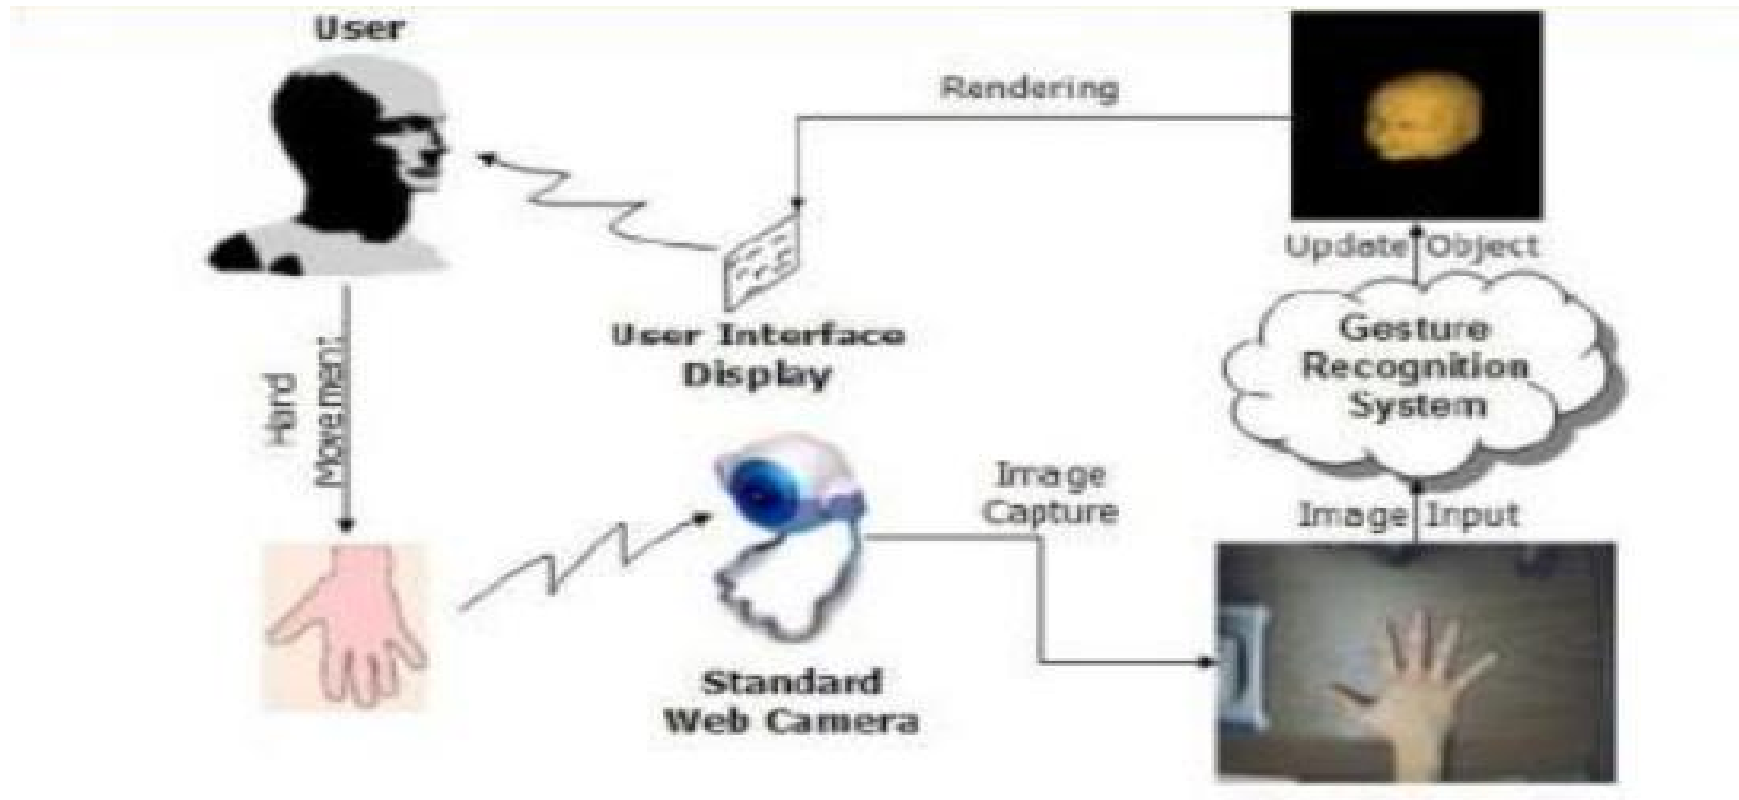 User
Rendering
Update Object
User Interface
Display
Gesture
Recognition
System
Hand
Movement
Image
Capture
Image Input
Standard
Web Camera